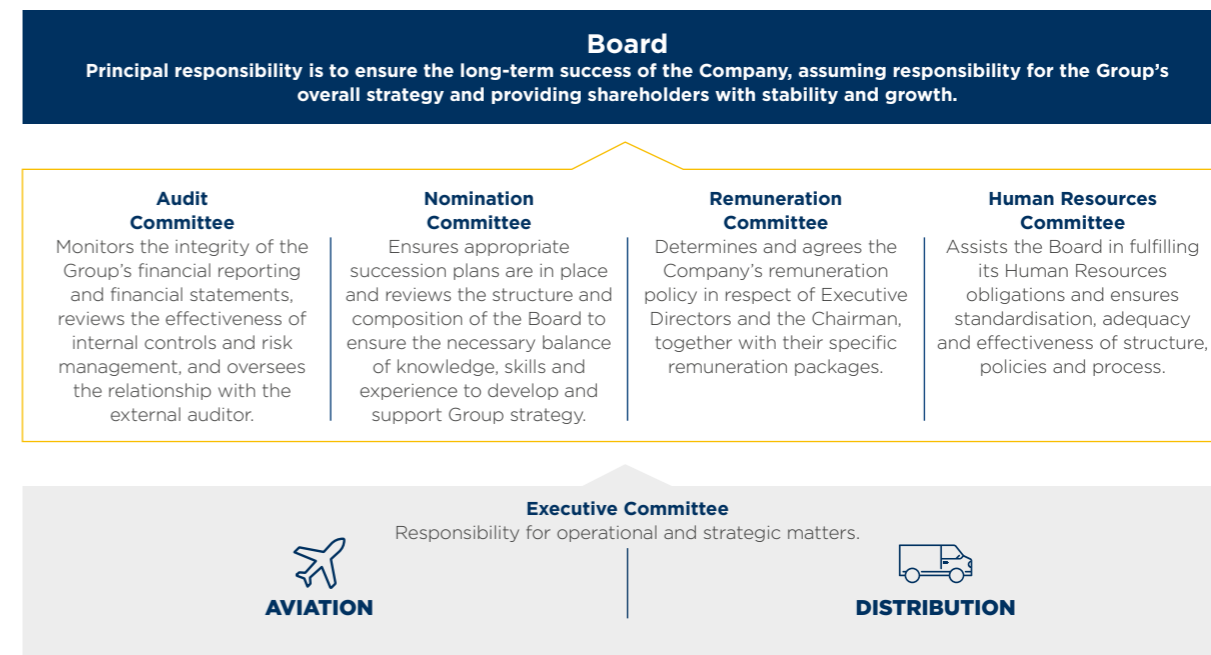 Board
Principal responsibility is to ensure the long-term success of the Company, assuming responsibility for the Group's
overall strategy and providing shareholders with stability and growth.
Audit
Committee
Monitors the integrity of the
Group's financial reporting
and financial statements,
reviews the effectiveness of
internal controls and risk
management, and oversees
the relationship with the
external auditor.
Nomination
Committee
Ensures appropriate
succession plans are in place
and reviews the structure and
composition of the Board to
ensure the necessary balance
of knowledge, skills and
experience to develop and
support Group strategy.
Remuneration
Committee
Determines and agrees the
Company's remuneration
policy in respect of Executive
Directors and the Chairman,
together with their specific
remuneration packages.
Human Resources
Committee
Assists the Board in fulfilling
its Human Resources
obligations and ensures
standardisation, adequacy
and effectiveness of structure,
policies and process.
Executive Committee
Responsibility for operational and strategic matters.
AVIATION
DISTRIBUTION